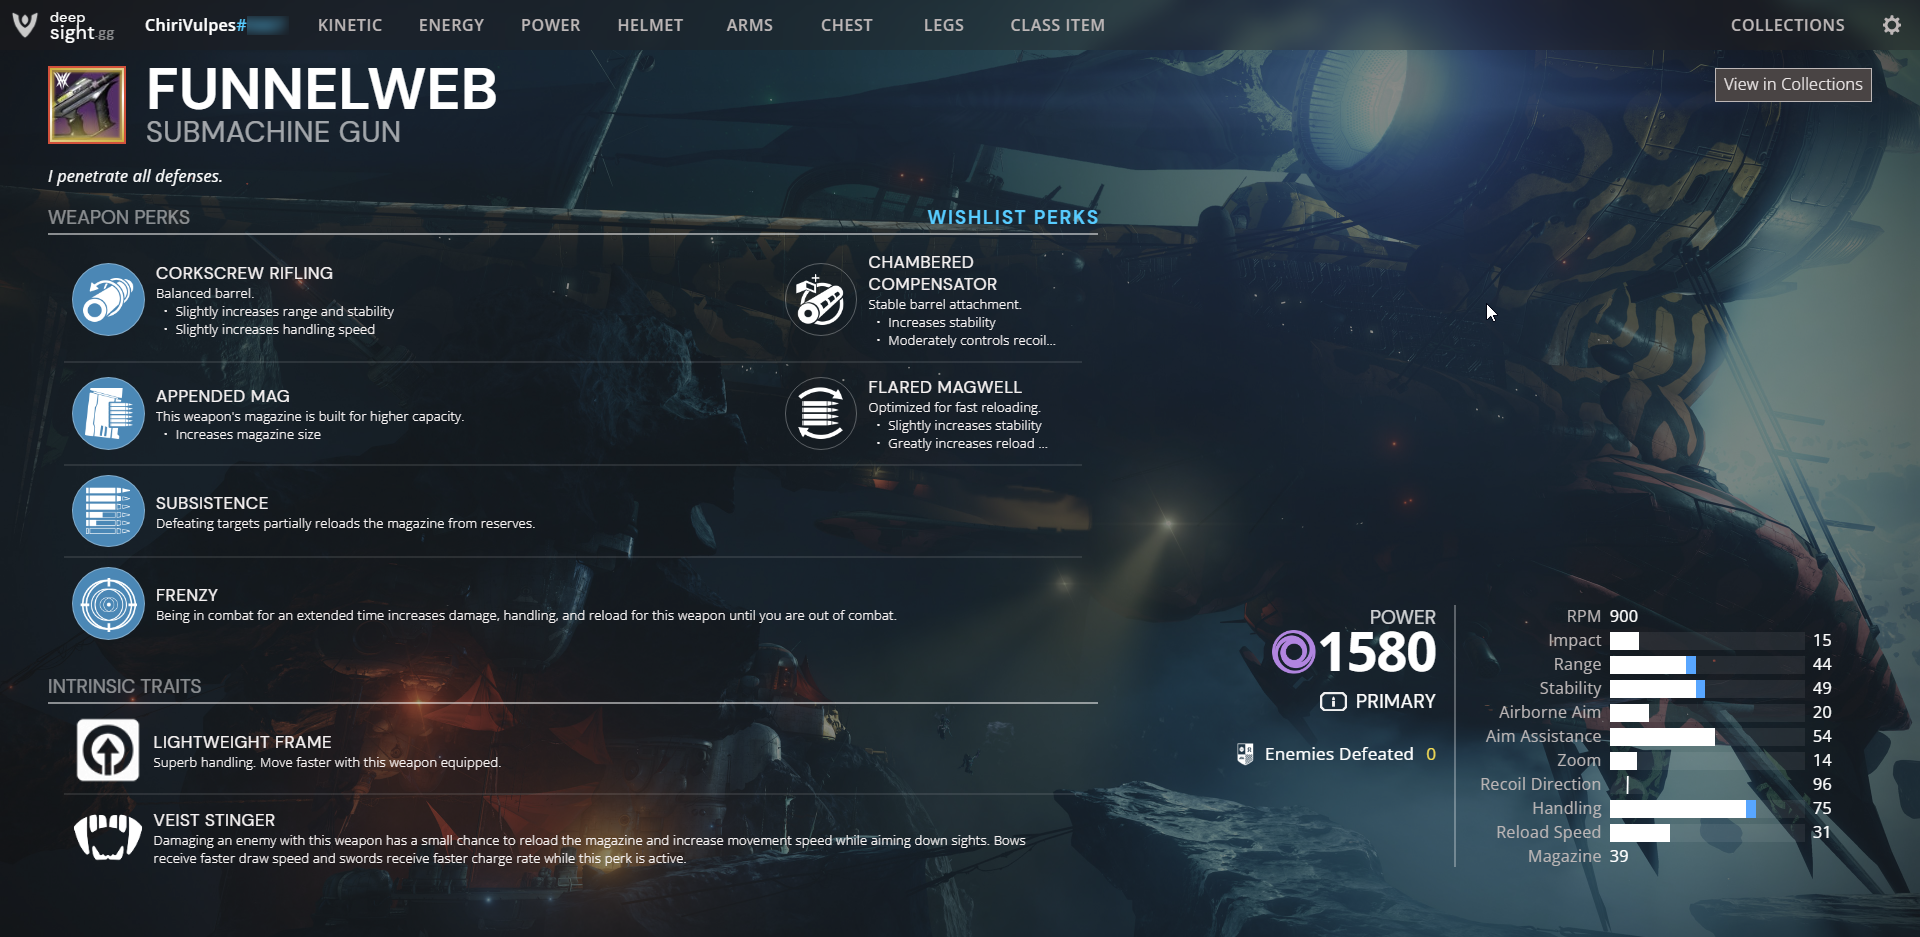 deep
sight.gg
ChiriVulpes#
KINETIC
ENERGY
POWER
HELMET
ARMS
CHEST
LEGS
CLASS ITEM
COLLECTIONS
View in Collections
FUNNELWEB
SUBMACHINE GUN
I penetrate all defenses.
WEAPON PERKS
WISHLIST PERKS
CORKSCREW RIFLING
Balanced barrel.
• Slightly increases range and stability
• Slightly increases handling speed
CHAMBERED
COMPENSATOR
Stable barrel attachment.
• Increases stability
• Moderately controls recoil...
APPENDED MAG
This weapon's magazine is built for higher capacity.
• Increases magazine size
FLARED MAGWELL
Optimized for fast reloading.
• Slightly increases stability
• Greatly increases reload ...
SUBSISTENCE
Defeating targets partially reloads the magazine from reserves.
FRENZY
Being in combat for an extended time increases damage, handling, and reload for this weapon until you are out of combat.
INTRINSIC TRAITS
LIGHTWEIGHT FRAME
Superb handling. Move faster with this weapon equipped.
VEIST STINGER
Damaging an enemy with this weapon has a small chance to reload the magazine and increase movement speed while aiming down sights. Bows
receive faster draw speed and swords receive faster charge rate while this perk is active.
POWER
1580
PRIMARY
Enemies Defeated 0
RPM 900
Impact 15
Range 44
Stability 49
Airborne Aim 20
Aim Assistance 54
Zoom 14
Recoil Direction 96
Handling 75
Reload Speed 31
Magazine 39